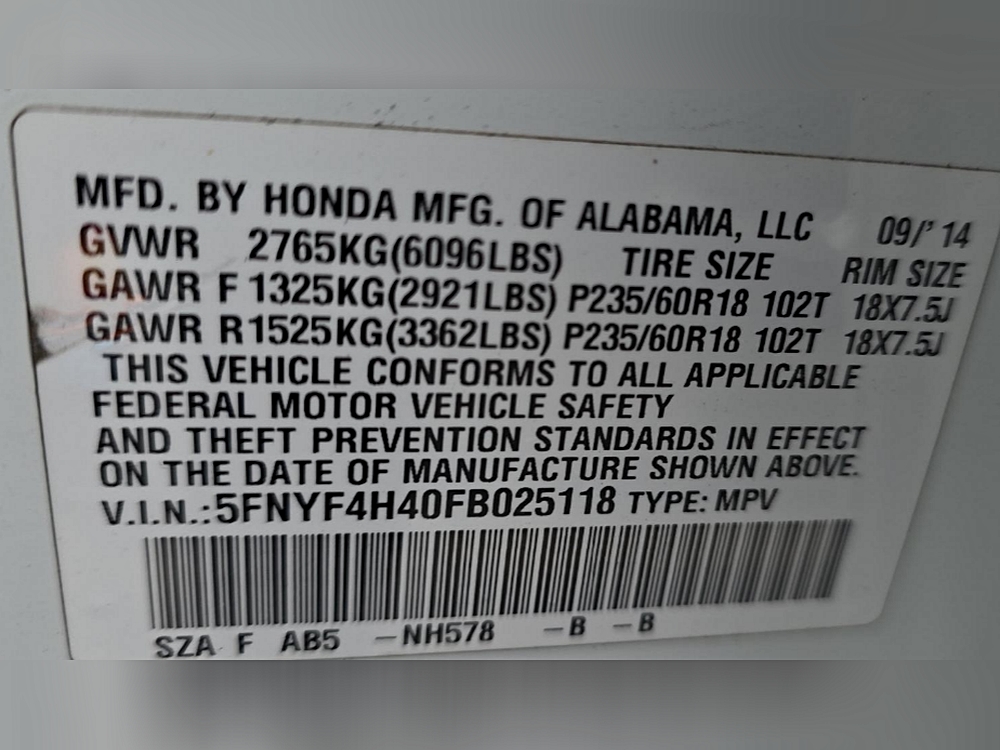 MFD. BY HONDA MFG. OF ALABAMA, LLC 09/'14
GVWR 2765KG(6096LBS) TIRE SIZE RIM SIZE
GAWR F 1325KG(2921LBS) P235/60R18 102T 18X7.5J
GAWR R1525KG(3362LBS) P235/60R18 102T 18X7.5J
THIS VEHICLE CONFORMS TO ALL APPLICABLE
FEDERAL MOTOR VEHICLE SAFETY
AND THEFT PREVENTION STANDARDS IN EFFECT
ON THE DATE OF MANUFACTURE SHOWN ABOVE.
V.I.N.:5FNYF4H40FB025118 TYPE: MPV
SZA F AB5 -NH578 -B -B